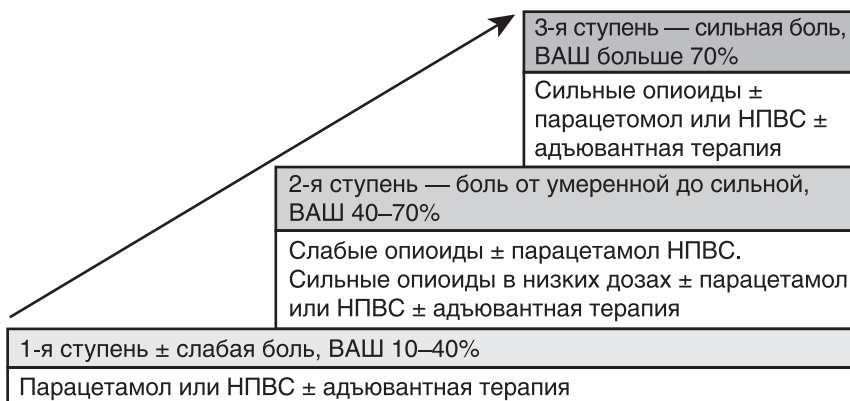 3-я ступень — сильная боль,
ВАШ больше 70%
Сильные опиоиды ±
парацетомол или НПВС ±
адъювантная терапия
2-я ступень — боль от умеренной до сильной,
ВАШ 40–70%
Слабые опиоиды ± парацетамол НПВС.
Сильные опиоиды в низких дозах ± парацетамол
или НПВС ± адъювантная терапия
1-я ступень ± слабая боль, ВАШ 10–40%
Парацетамол или НПВС ± адъювантная терапия